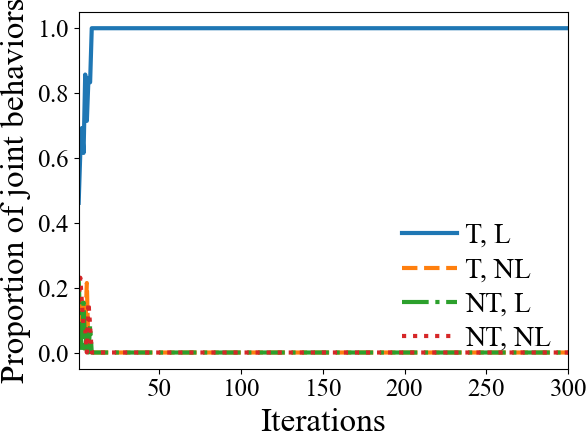 Proportion of joint behaviors
1.0
0.8
0.6
0.4
0.2
0.0
T, L
T, NL
NT, L
NT, NL
50 100 150 200 250 300
Iterations